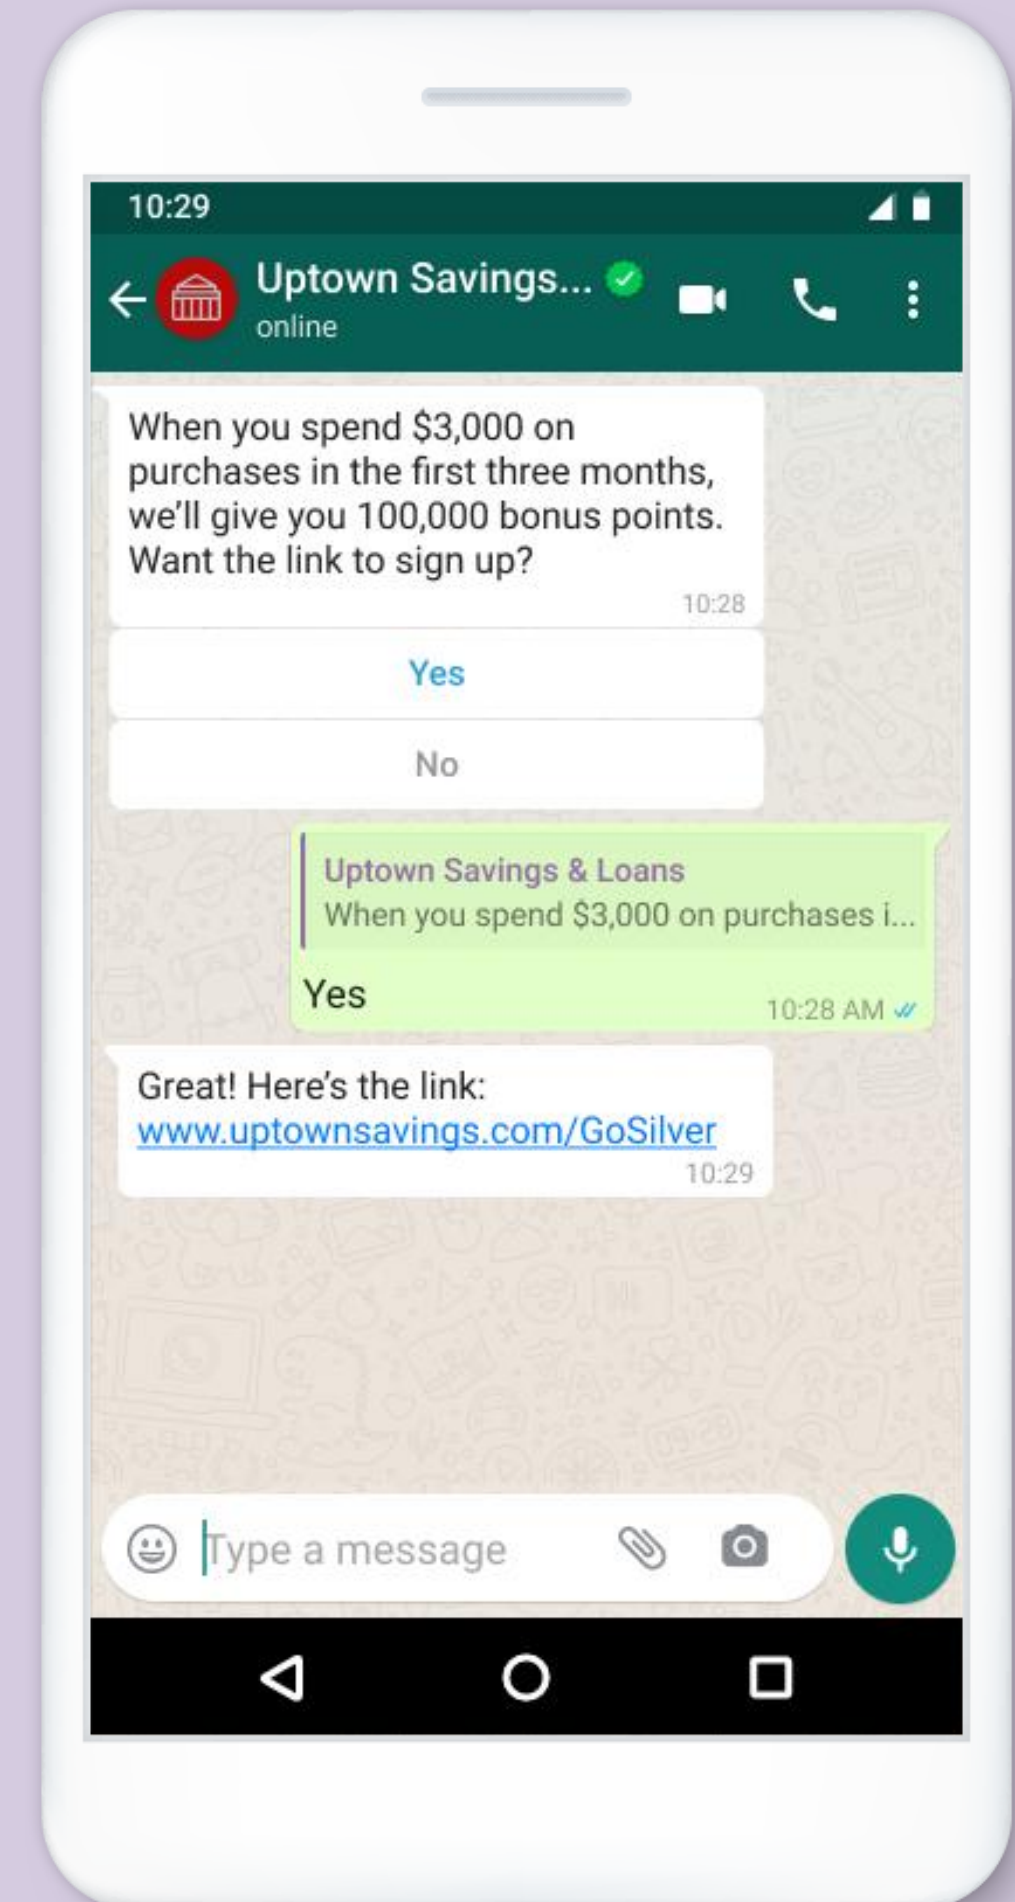 10:29
Uptown Savings...
online
When you spend $3,000 on
purchases in the first three months,
we'll give you 100,000 bonus points.
Want the link to sign up?
10:28
Yes
No
Uptown Savings & Loans
When you spend $3,000 on purchases i...
Yes
10:28 AM
Great! Here's the link:
www.uptownsavings.com/GoSilver
10:29
Type a message